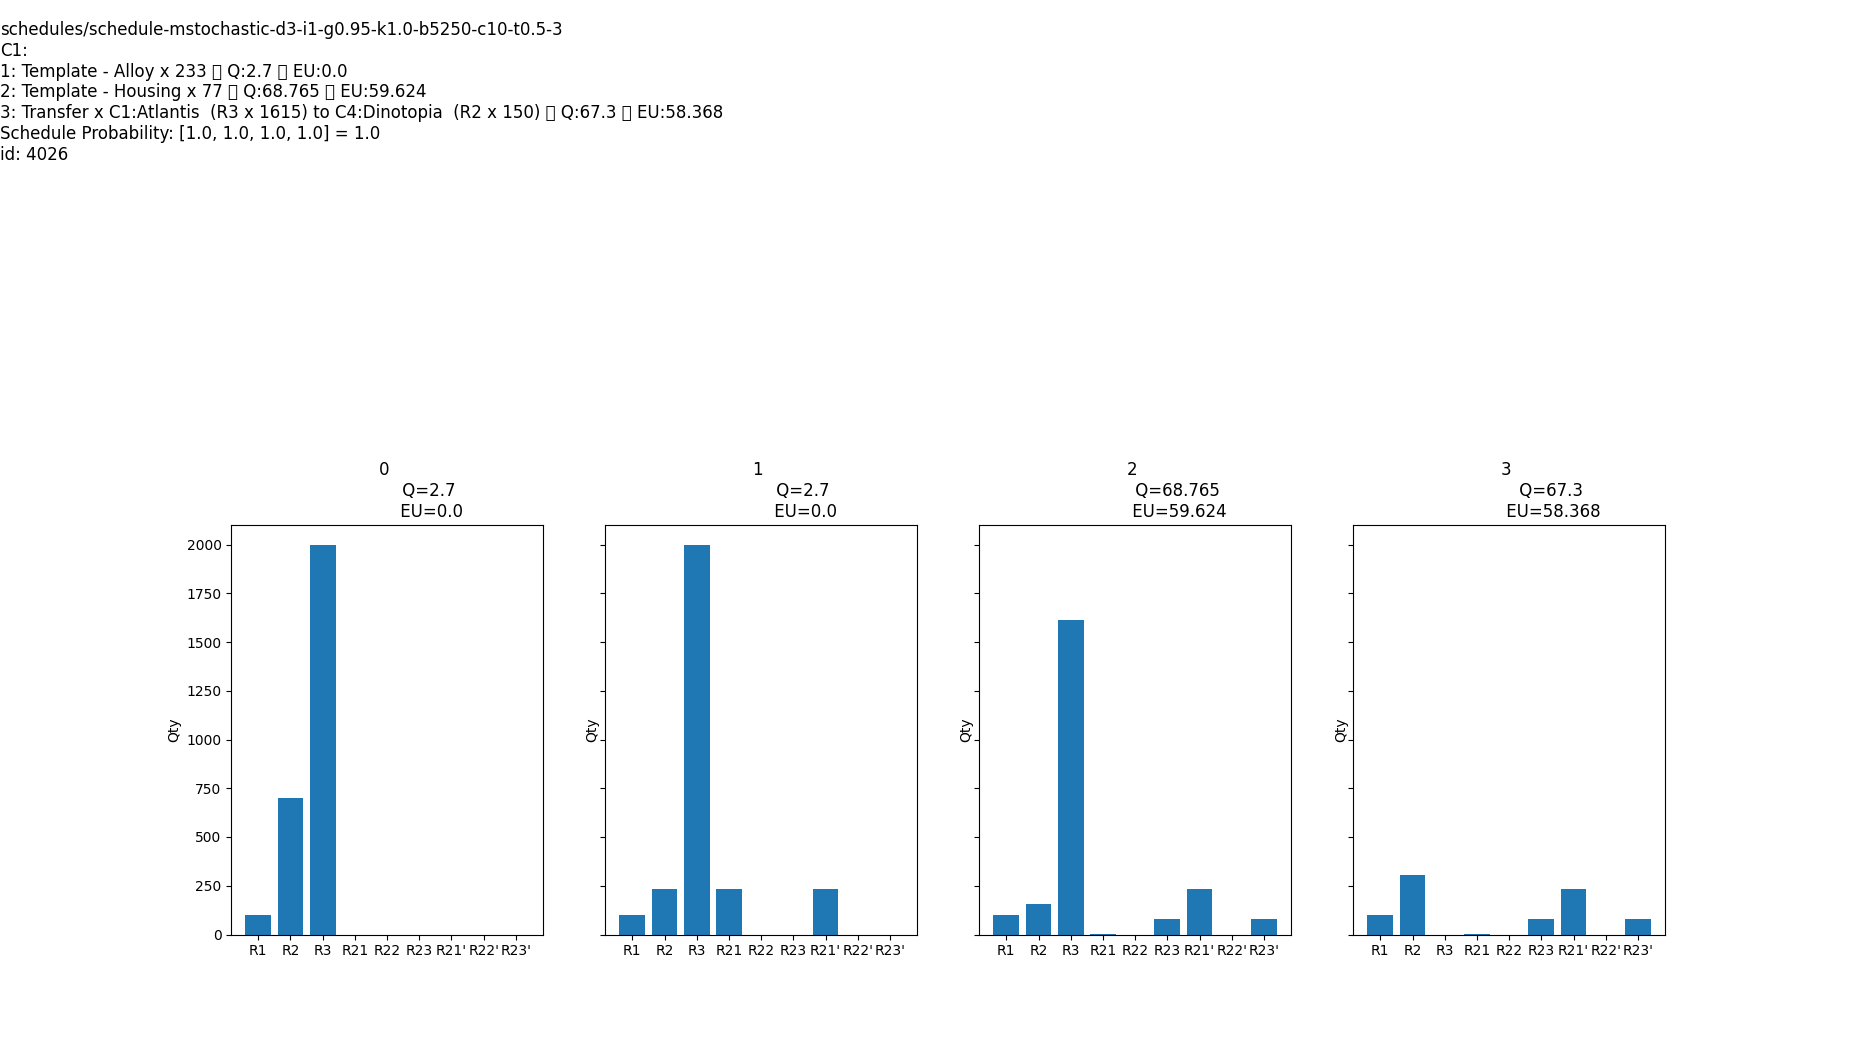 schedules/schedule-mstochastic-d3-i1-g0.95-k1.0-b5250-c10-t0.5-3
C1:
1: Template - Alloy x 233 ▯ Q:2.7 ▯ EU:0.0
2: Template - Housing x 77 ▯ Q:68.765 ▯ EU:59.624
3: Transfer x C1:Atlantis  (R3 x 1615) to C4:Dinotopia  (R2 x 150) ▯ Q:67.3 ▯ EU:58.368
Schedule Probability: [1.0, 1.0, 1.0, 1.0] = 1.0
id: 4026
0
Q=2.7
EU=0.0
Qty
2000
1750
1500
1250
1000
750
500
250
0
R1 R2 R3 R21 R22 R23 R21' R22' R23'
1
Q=2.7
EU=0.0
Qty
R1 R2 R3 R21 R22 R23 R21' R22' R23'
2
Q=68.765
EU=59.624
Qty
R1 R2 R3 R21 R22 R23 R21' R22' R23'
3
Q=67.3
EU=58.368
Qty
R1 R2 R3 R21 R22 R23 R21' R22' R23'